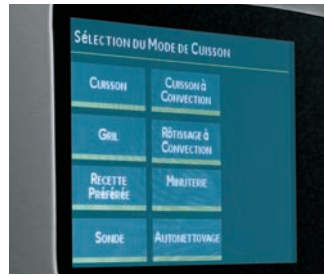 Sélection du Mode de Cuisson
Cuisson
Cuisson à
Convection
Gril
Rôtissage à
Convection
Recette
Préférée
Minuterie
Sonde
Autonettoyage